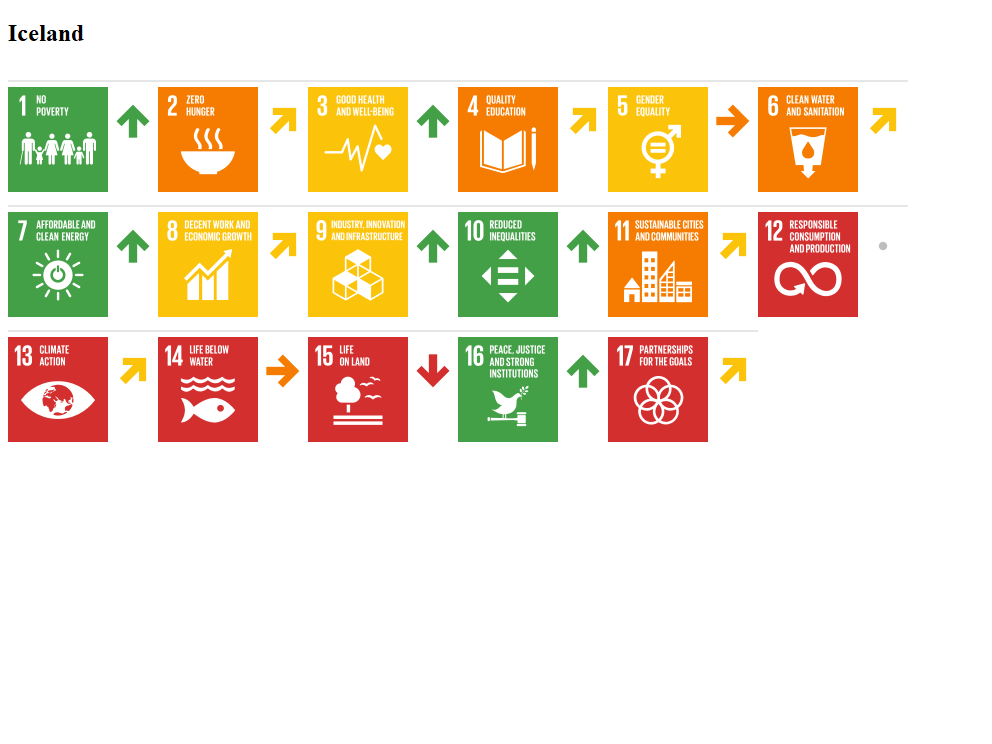 Iceland
1 NO
POVERTY
2 ZERO
HUNGER
3 GOOD HEALTH
AND WELL-BEING
4 QUALITY
EDUCATION
5 GENDER
EQUALITY
6 CLEAN WATER
AND SANITATION
7 AFFORDABLE AND
CLEAN ENERGY
8 DECENT WORK AND
ECONOMIC GROWTH
9 INDUSTRY, INNOVATION
AND INFRASTRUCTURE
10 REDUCED
INEQUALITIES
11 SUSTAINABLE CITIES
AND COMMUNITIES
12 RESPONSIBLE
CONSUMPTION
AND PRODUCTION
13 CLIMATE
ACTION
14 LIFE BELOW
WATER
15 LIFE
ON LAND
16 PEACE, JUSTICE
AND STRONG
INSTITUTIONS
17 PARTNERSHIPS
FOR THE GOALS